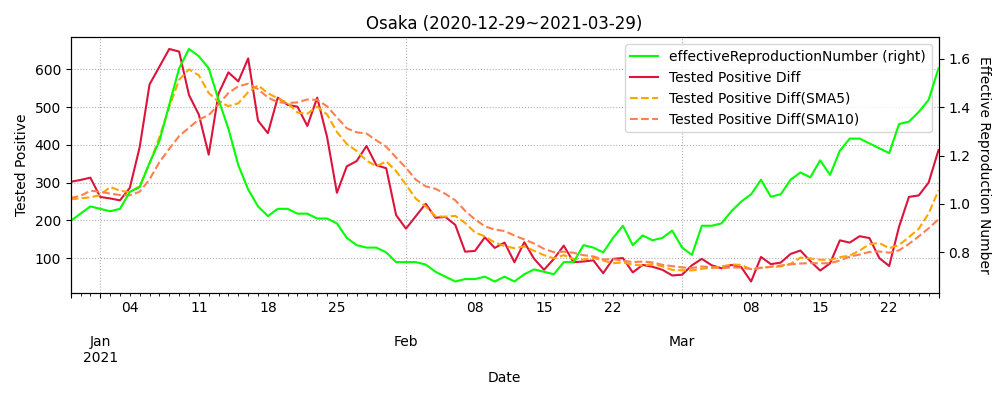 Osaka (2020-12-29~2021-03-29)
effectiveReproductionNumber (right)
Tested Positive Diff
Tested Positive Diff(SMA5)
Tested Positive Diff(SMA10)
Tested Positive
600
500
400
300
200
100
1.6
1.4
1.2
1.0
0.8
Effective Reproduction Number
04 11 18 25 08 15 22 08 15 22
Jan Feb Mar
2021
Date